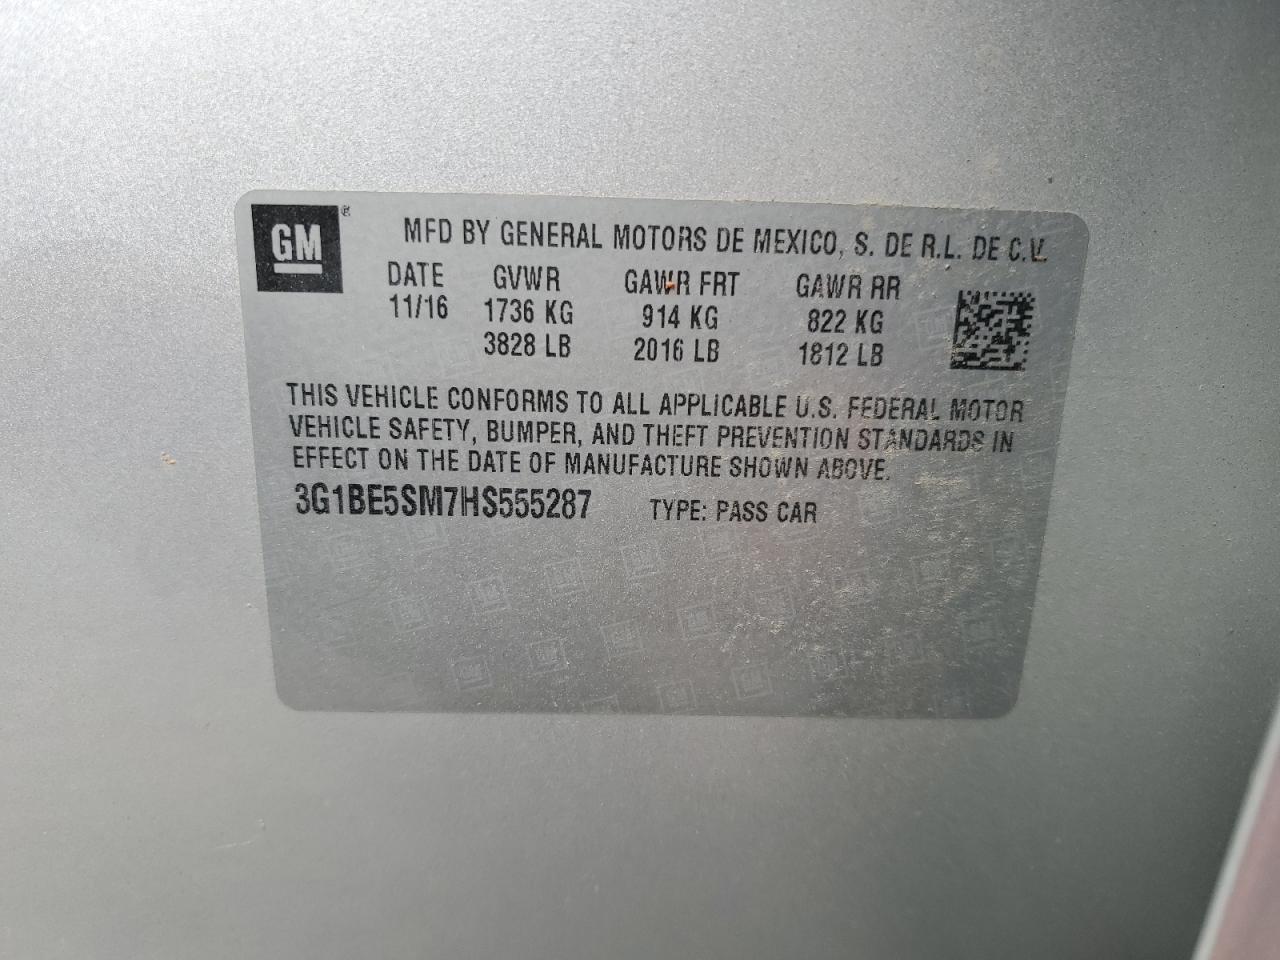 GM ®
MFD BY GENERAL MOTORS DE MEXICO, S. DE R.L. DE C.V.
DATE GVWR GAWR FRT GAWR RR
11/16 1736 KG 914 KG 822 KG
3828 LB 2016 LB 1812 LB
THIS VEHICLE CONFORMS TO ALL APPLICABLE U.S. FEDERAL MOTOR
VEHICLE SAFETY, BUMPER, AND THEFT PREVENTION STANDARDS IN
EFFECT ON THE DATE OF MANUFACTURE SHOWN ABOVE.
3G1BE5SM7HS555287 TYPE: PASS CAR